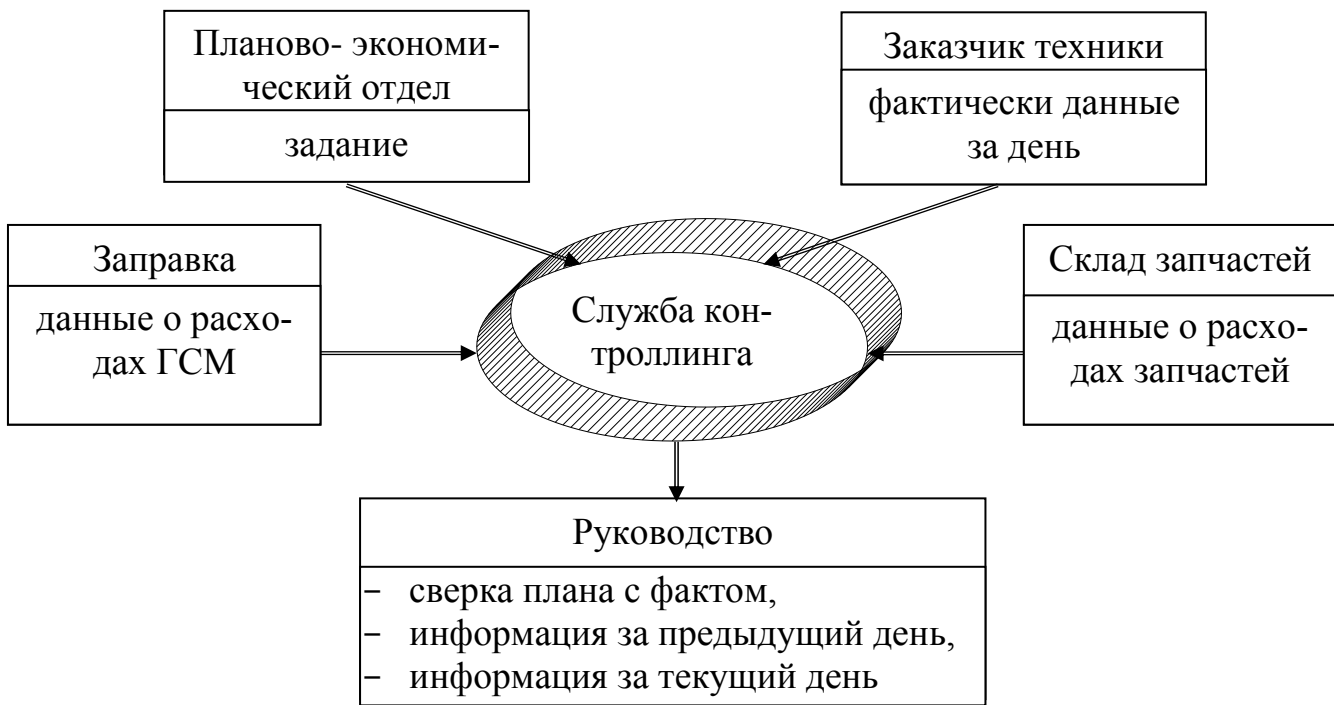 Планово- экономи-
ческий отдел
задание
Заказчик техники
фактически данные
за день
Заправка
данные о расхо-
дах ГСМ
Служба кон-
троллинга
Склад запчастей
данные о расхо-
дах запчастей
Руководство
− сверка плана с фактом,
− информация за предыдущий день,
− информация за текущий день